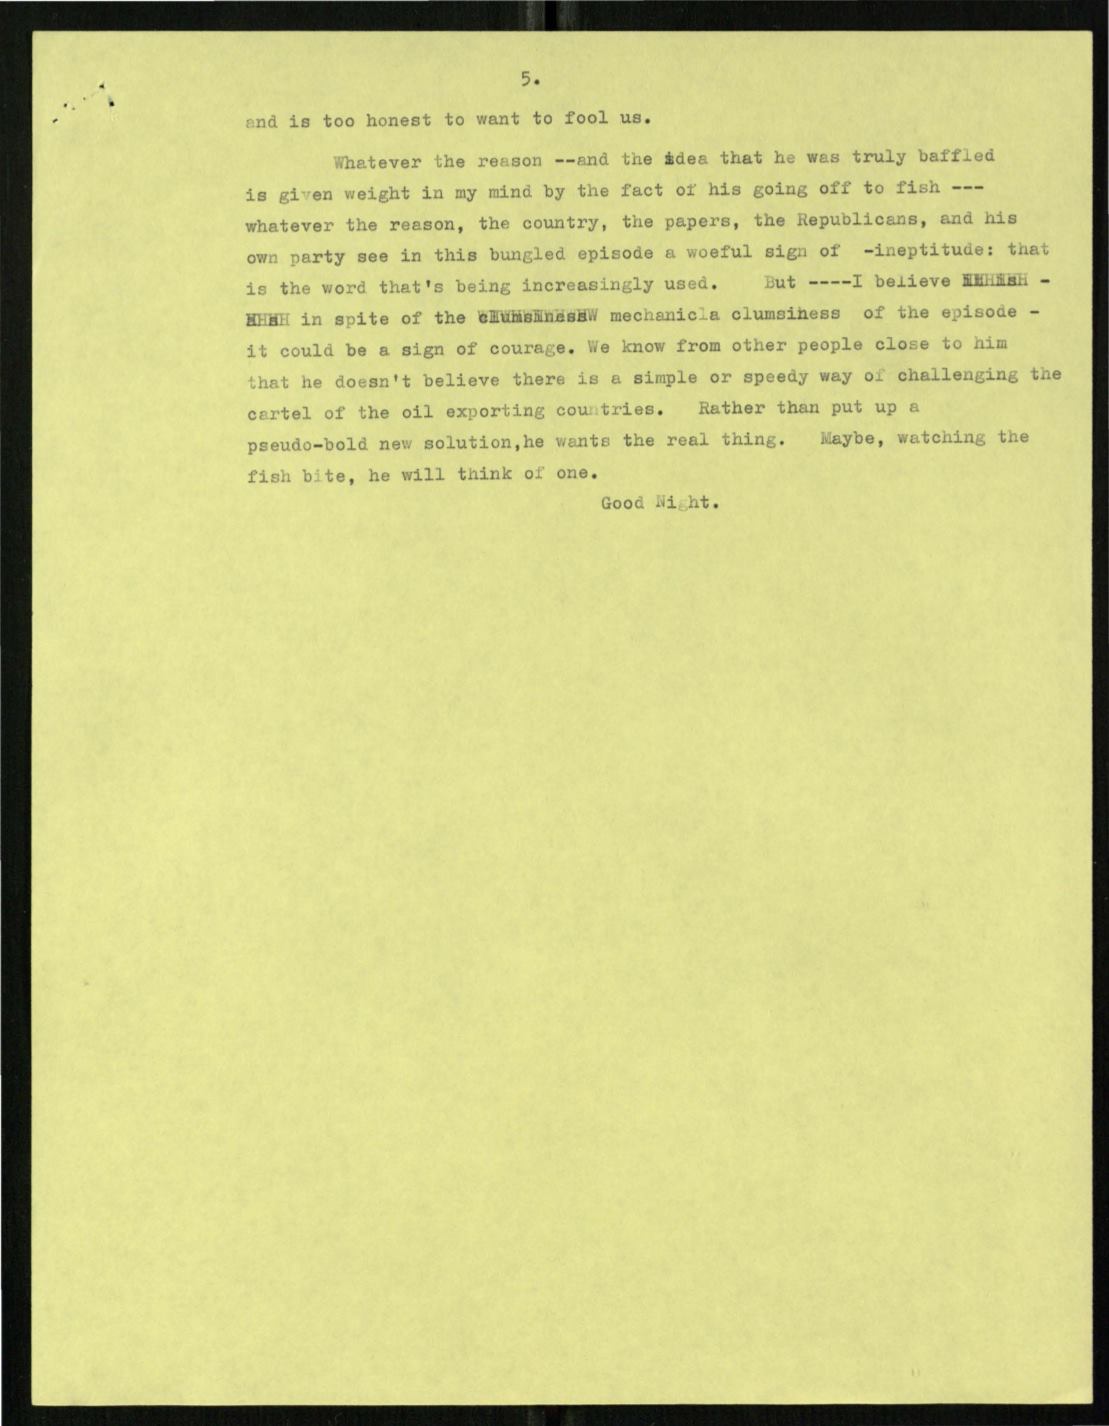 5.
and is too honest to want to fool us.
Whatever the reason --and the idea that he was truly baffled
is given weight in my mind by the fact of his going off to fish ---
whatever the reason, the country, the papers, the Republicans, and his
own party see in this bungled episode a woeful sign of -ineptitude: that
is the word that's being increasingly used. But ----I believe -
in spite of the mechanicla clumsihess of the episode -
it could be a sign of courage. We know from other people close to him
that he doesn't believe there is a simple or speedy way of challenging the
cartel of the oil exporting countries. Rather than put up a
pseudo-bold new solution,he wants the real thing. Maybe, watching the
fish bite, he will think of one.
Good Night.